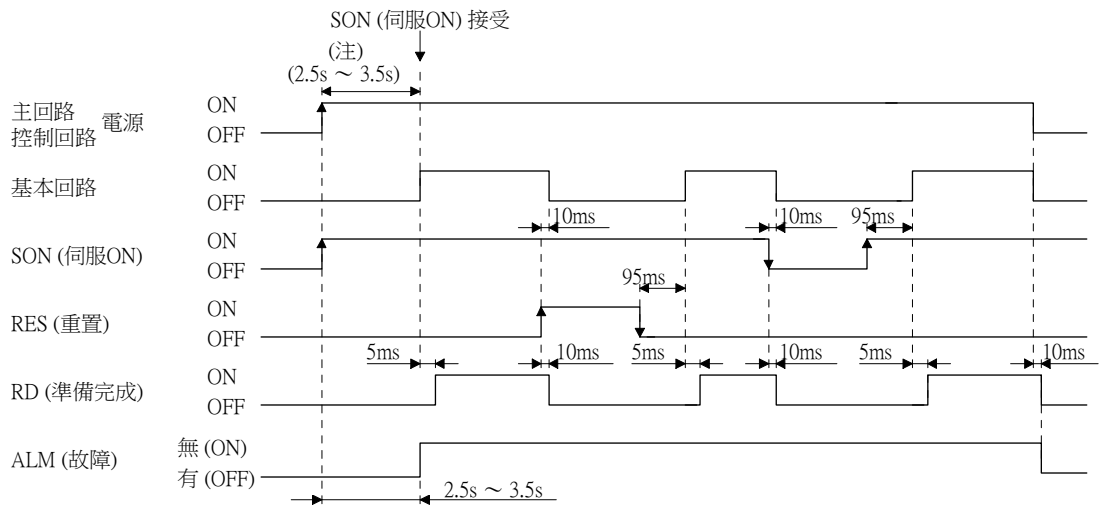 SON (伺服ON) 接受
(注)
(2.5s ～ 3.5s)
主回路
控制回路
電源
ON
OFF
基本回路
ON
OFF
10ms
10ms
95ms
SON (伺服ON)
ON
OFF
95ms
RES (重置)
ON
OFF
5ms
10ms
5ms
10ms
5ms
10ms
RD (準備完成)
ON
OFF
ALM (故障)
無 (ON)
有 (OFF)
2.5s ～ 3.5s